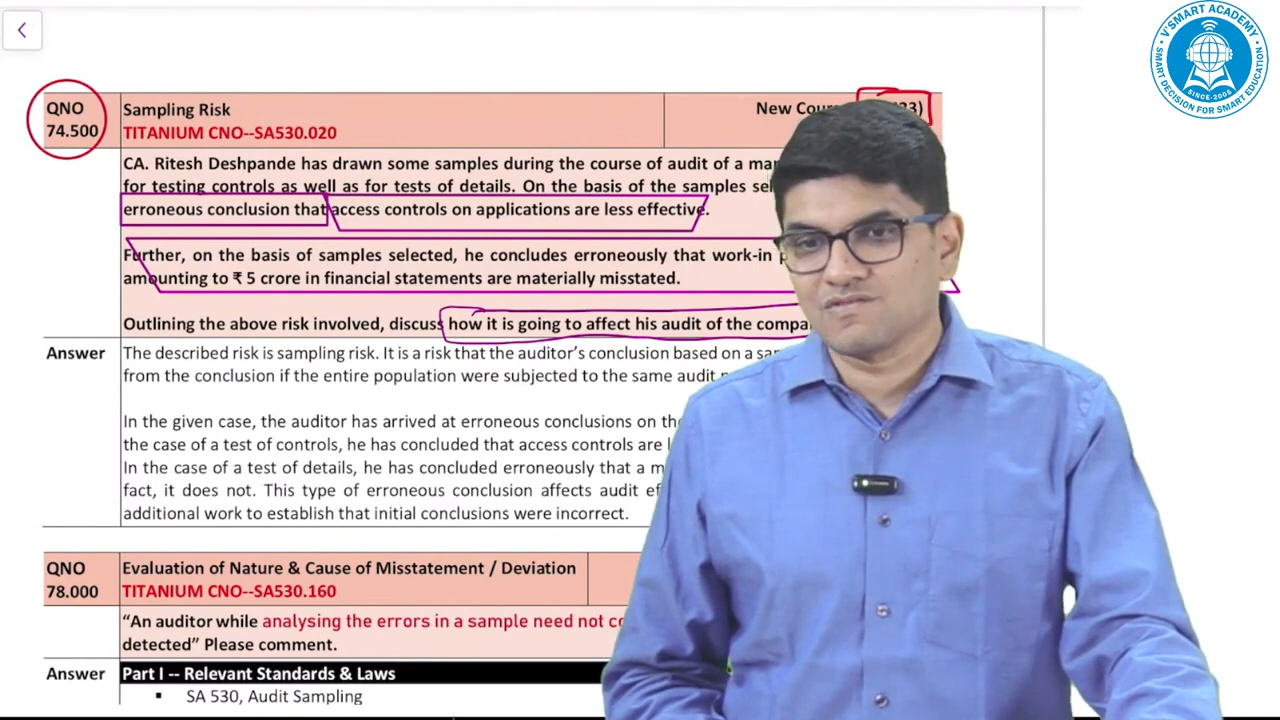 V'SMART ACADEMY
SMART DECISION FOR SMART EDUCATION
SINCE-2005
QNO
74.500
Sampling Risk
TITANIUM CNO--SA530.020
New Cour
23)
CA. Ritesh Deshpande has drawn some samples during the course of audit of a
for testing controls as well as for tests of details. On the basis of the samples
erroneous conclusion that access controls on applications are less effective.
Further, on the basis of samples selected, he concludes erroneously that work-in
amounting to ₹ 5 crore in financial statements are materially misstated.
Outlining the above risk involved, discuss how it is going to affect his audit of the
Answer
The described risk is sampling risk. It is a risk that the auditor's conclusion based on a
from the conclusion if the entire population were subjected to the same audit
In the given case, the auditor has arrived at erroneous conclusions on
the case of a test of controls, he has concluded that access controls are
In the case of a test of details, he has concluded erroneously that a
fact, it does not. This type of erroneous conclusion affects audit
additional work to establish that initial conclusions were incorrect.
QNO
78.000
Evaluation of Nature & Cause of Misstatement / Deviation
TITANIUM CNO--SA530.160
“An auditor while analysing the errors in a sample need not
detected” Please comment.
Answer
Part I -- Relevant Standards & Laws
▪ SA 530, Audit Sampling